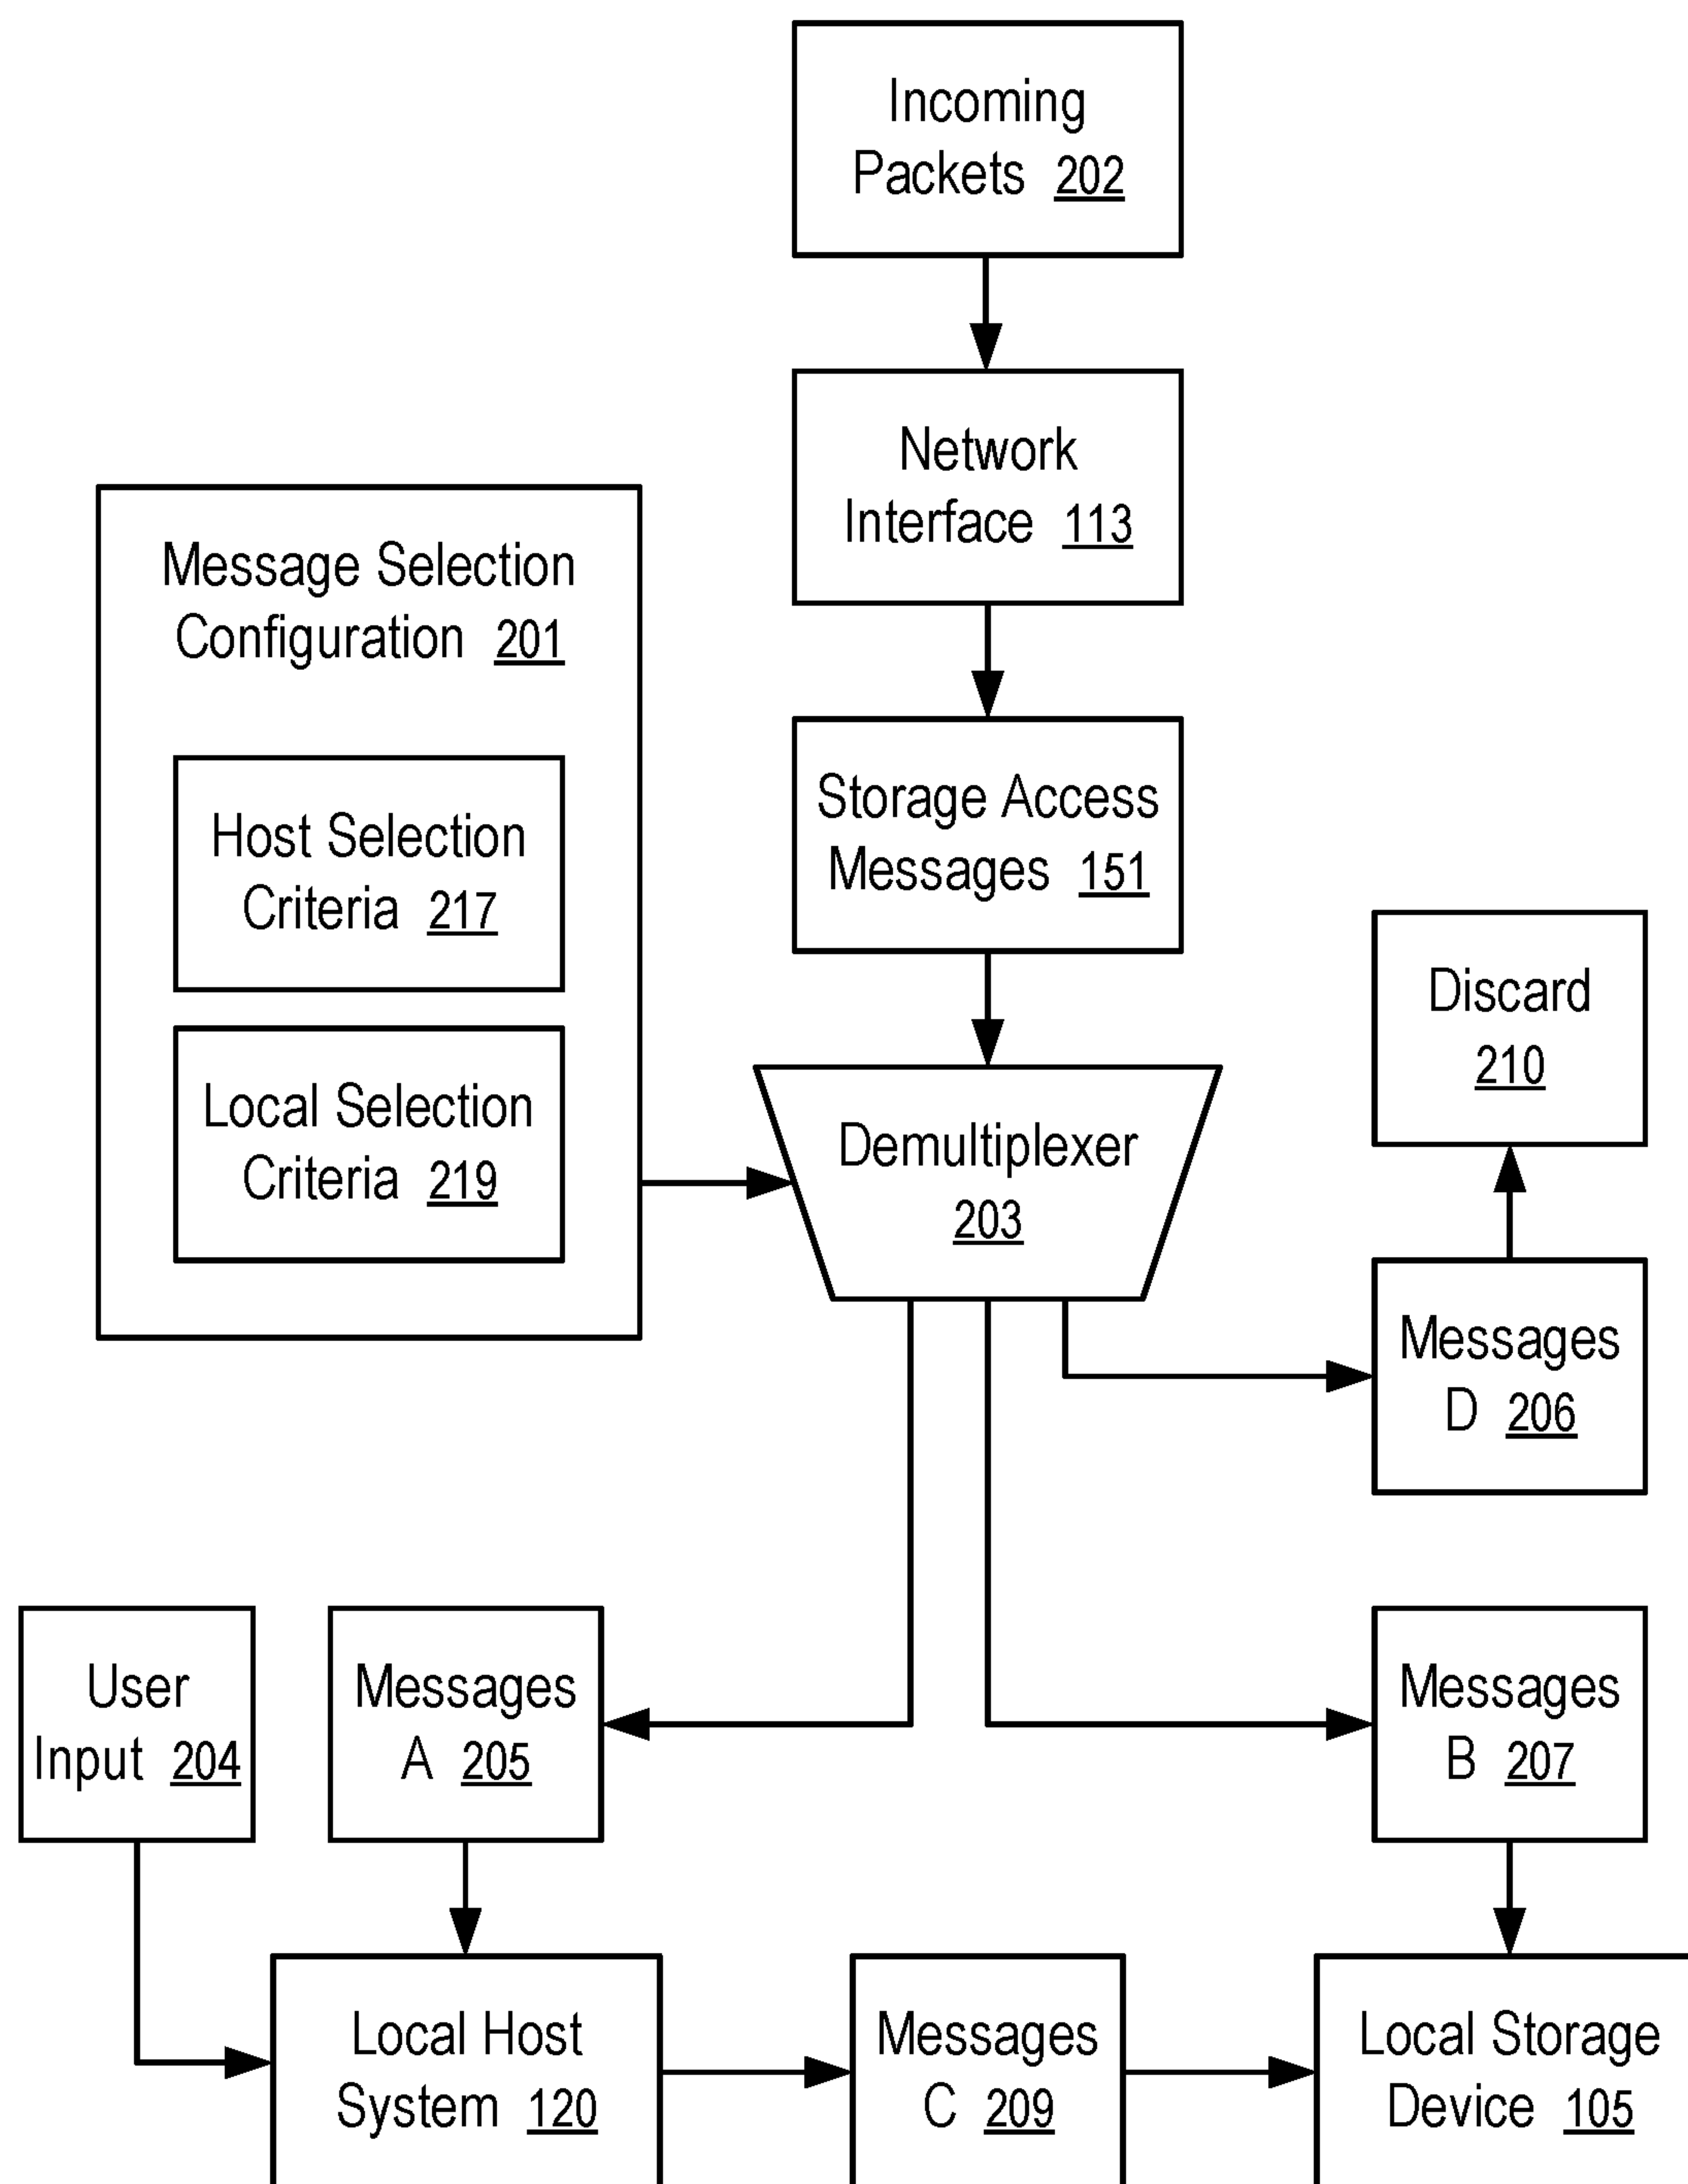 Incoming
Packets 202
Network
Interface 113
Message Selection
Configuration 201
Host Selection
Criteria 217
Local Selection
Criteria 219
Storage Access
Messages 151
Demultiplexer
203
Discard
210
Messages
D 206
User
Input 204
Messages
A 205
Messages
B 207
Local Host
System 120
Messages
C 209
Local Storage
Device 105